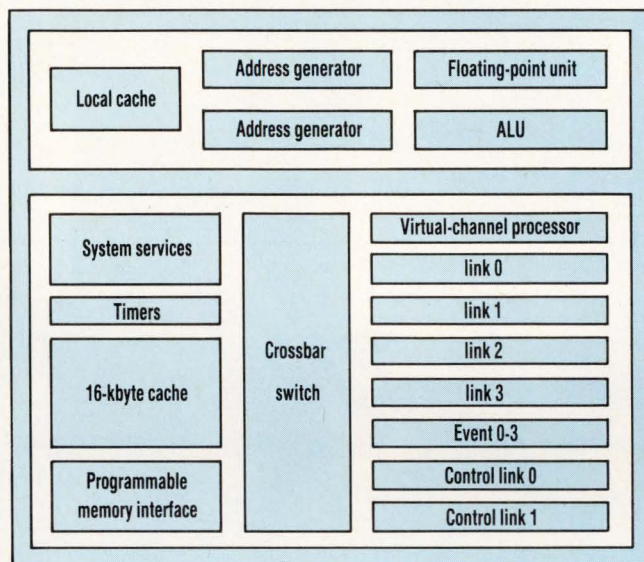 Local cache
Address generator
Floating-point unit
Address generator
ALU
System services
Timers
16-kbyte cache
Programmable
memory interface
Crossbar
switch
Virtual-channel processor
link 0
link 1
link 2
link 3
Event 0-3
Control link 0
Control link 1